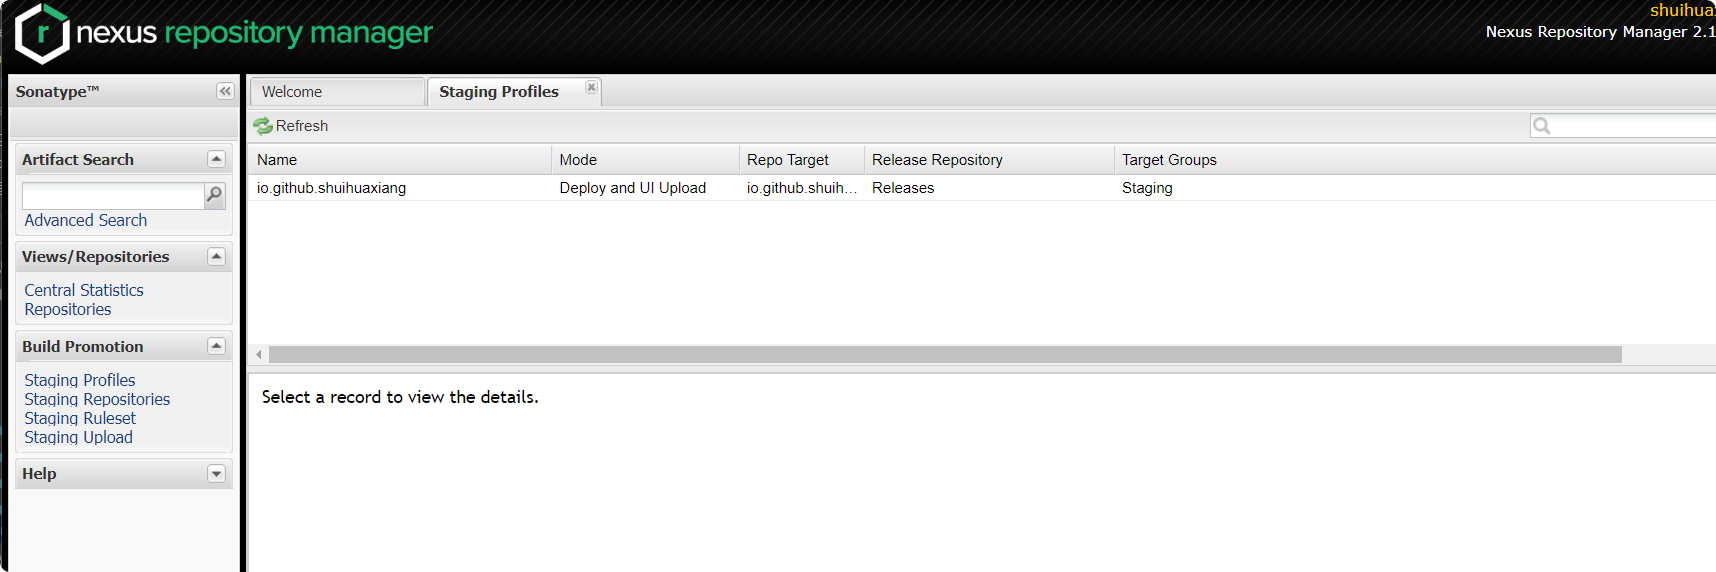 shuihua
nexus repository manager
Nexus Repository Manager 2.1
Sonatype™
Welcome
Staging Profiles
Refresh
Artifact Search
Name Mode Repo Target Release Repository Target Groups
io.github.shuihuaxiang Deploy and UI Upload io.github.shuih... Releases Staging
Advanced Search
Views/Repositories
Central Statistics
Repositories
Build Promotion
Staging Profiles
Select a record to view the details.
Staging Repositories
Staging Ruleset
Staging Upload
Help